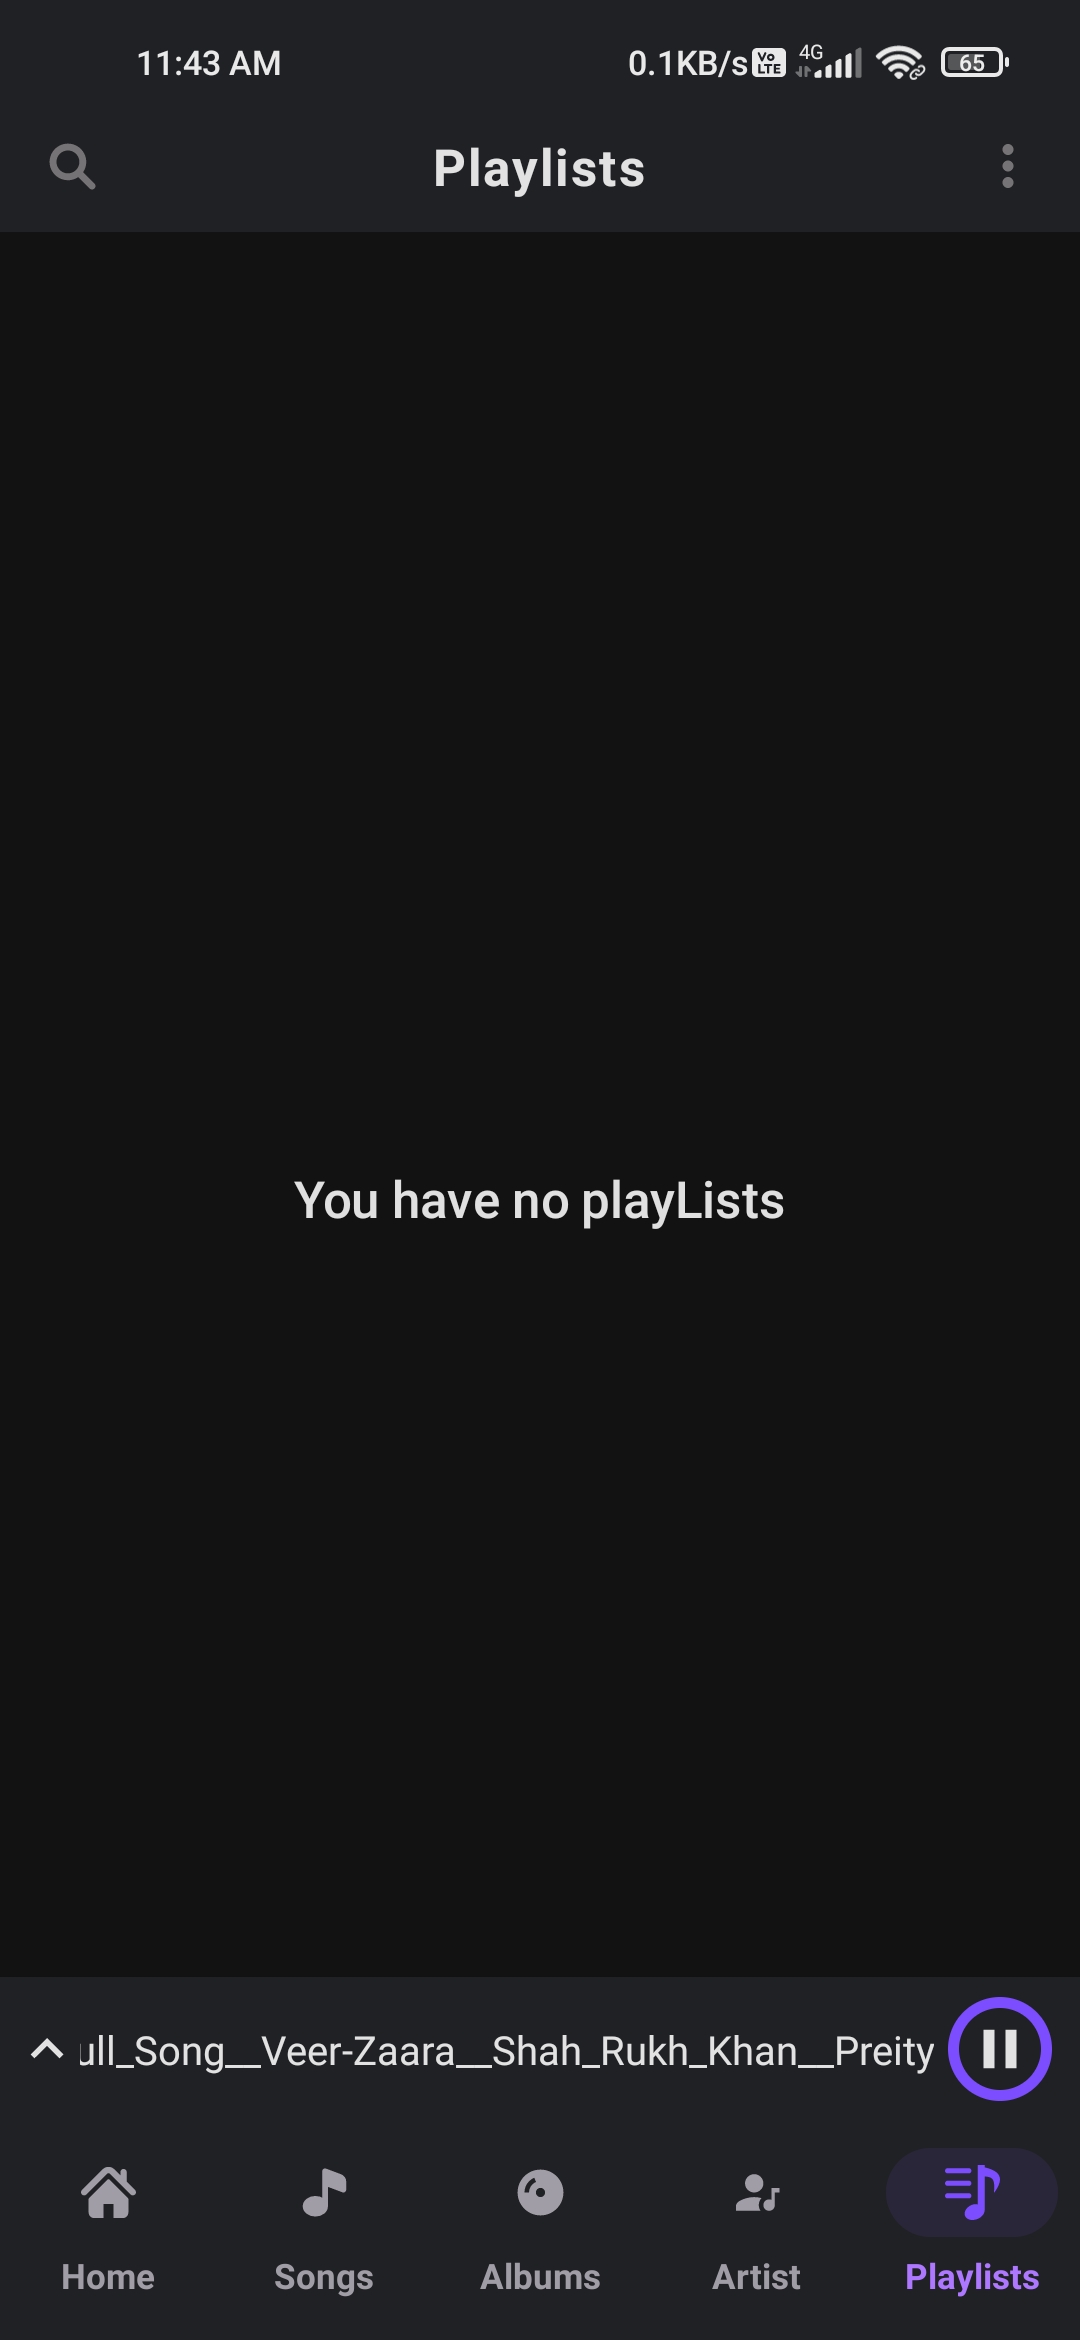 11:43 AM
0.1KB/s
Vo LTE
4G
65
Playlists
You have no playLists
ull_Song__Veer-Zaara__Shah_Rukh_Khan__Preity
Home
Songs
Albums
Artist
Playlists